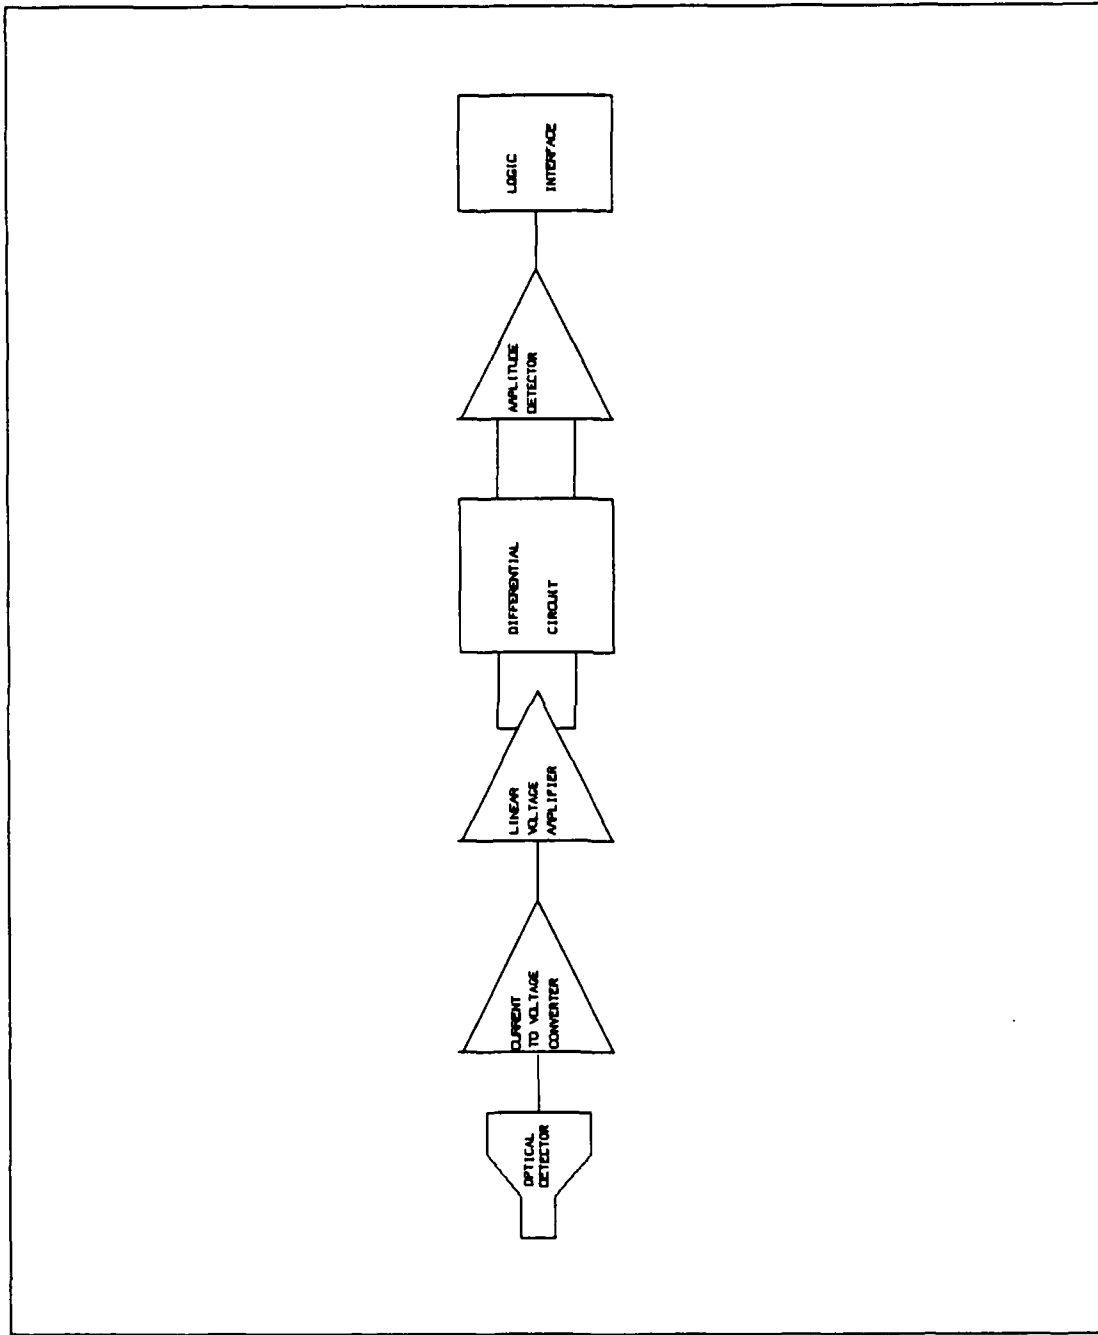 OPTICAL
DETECTOR
CURRENT
TO VOLTAGE
CONVERTER
LINEAR
VOLTAGE
AMPLIFIER
DIFFERENTIAL
CIRCUIT
AMPLITUDE
DETECTOR
LOGIC
INTERFACE